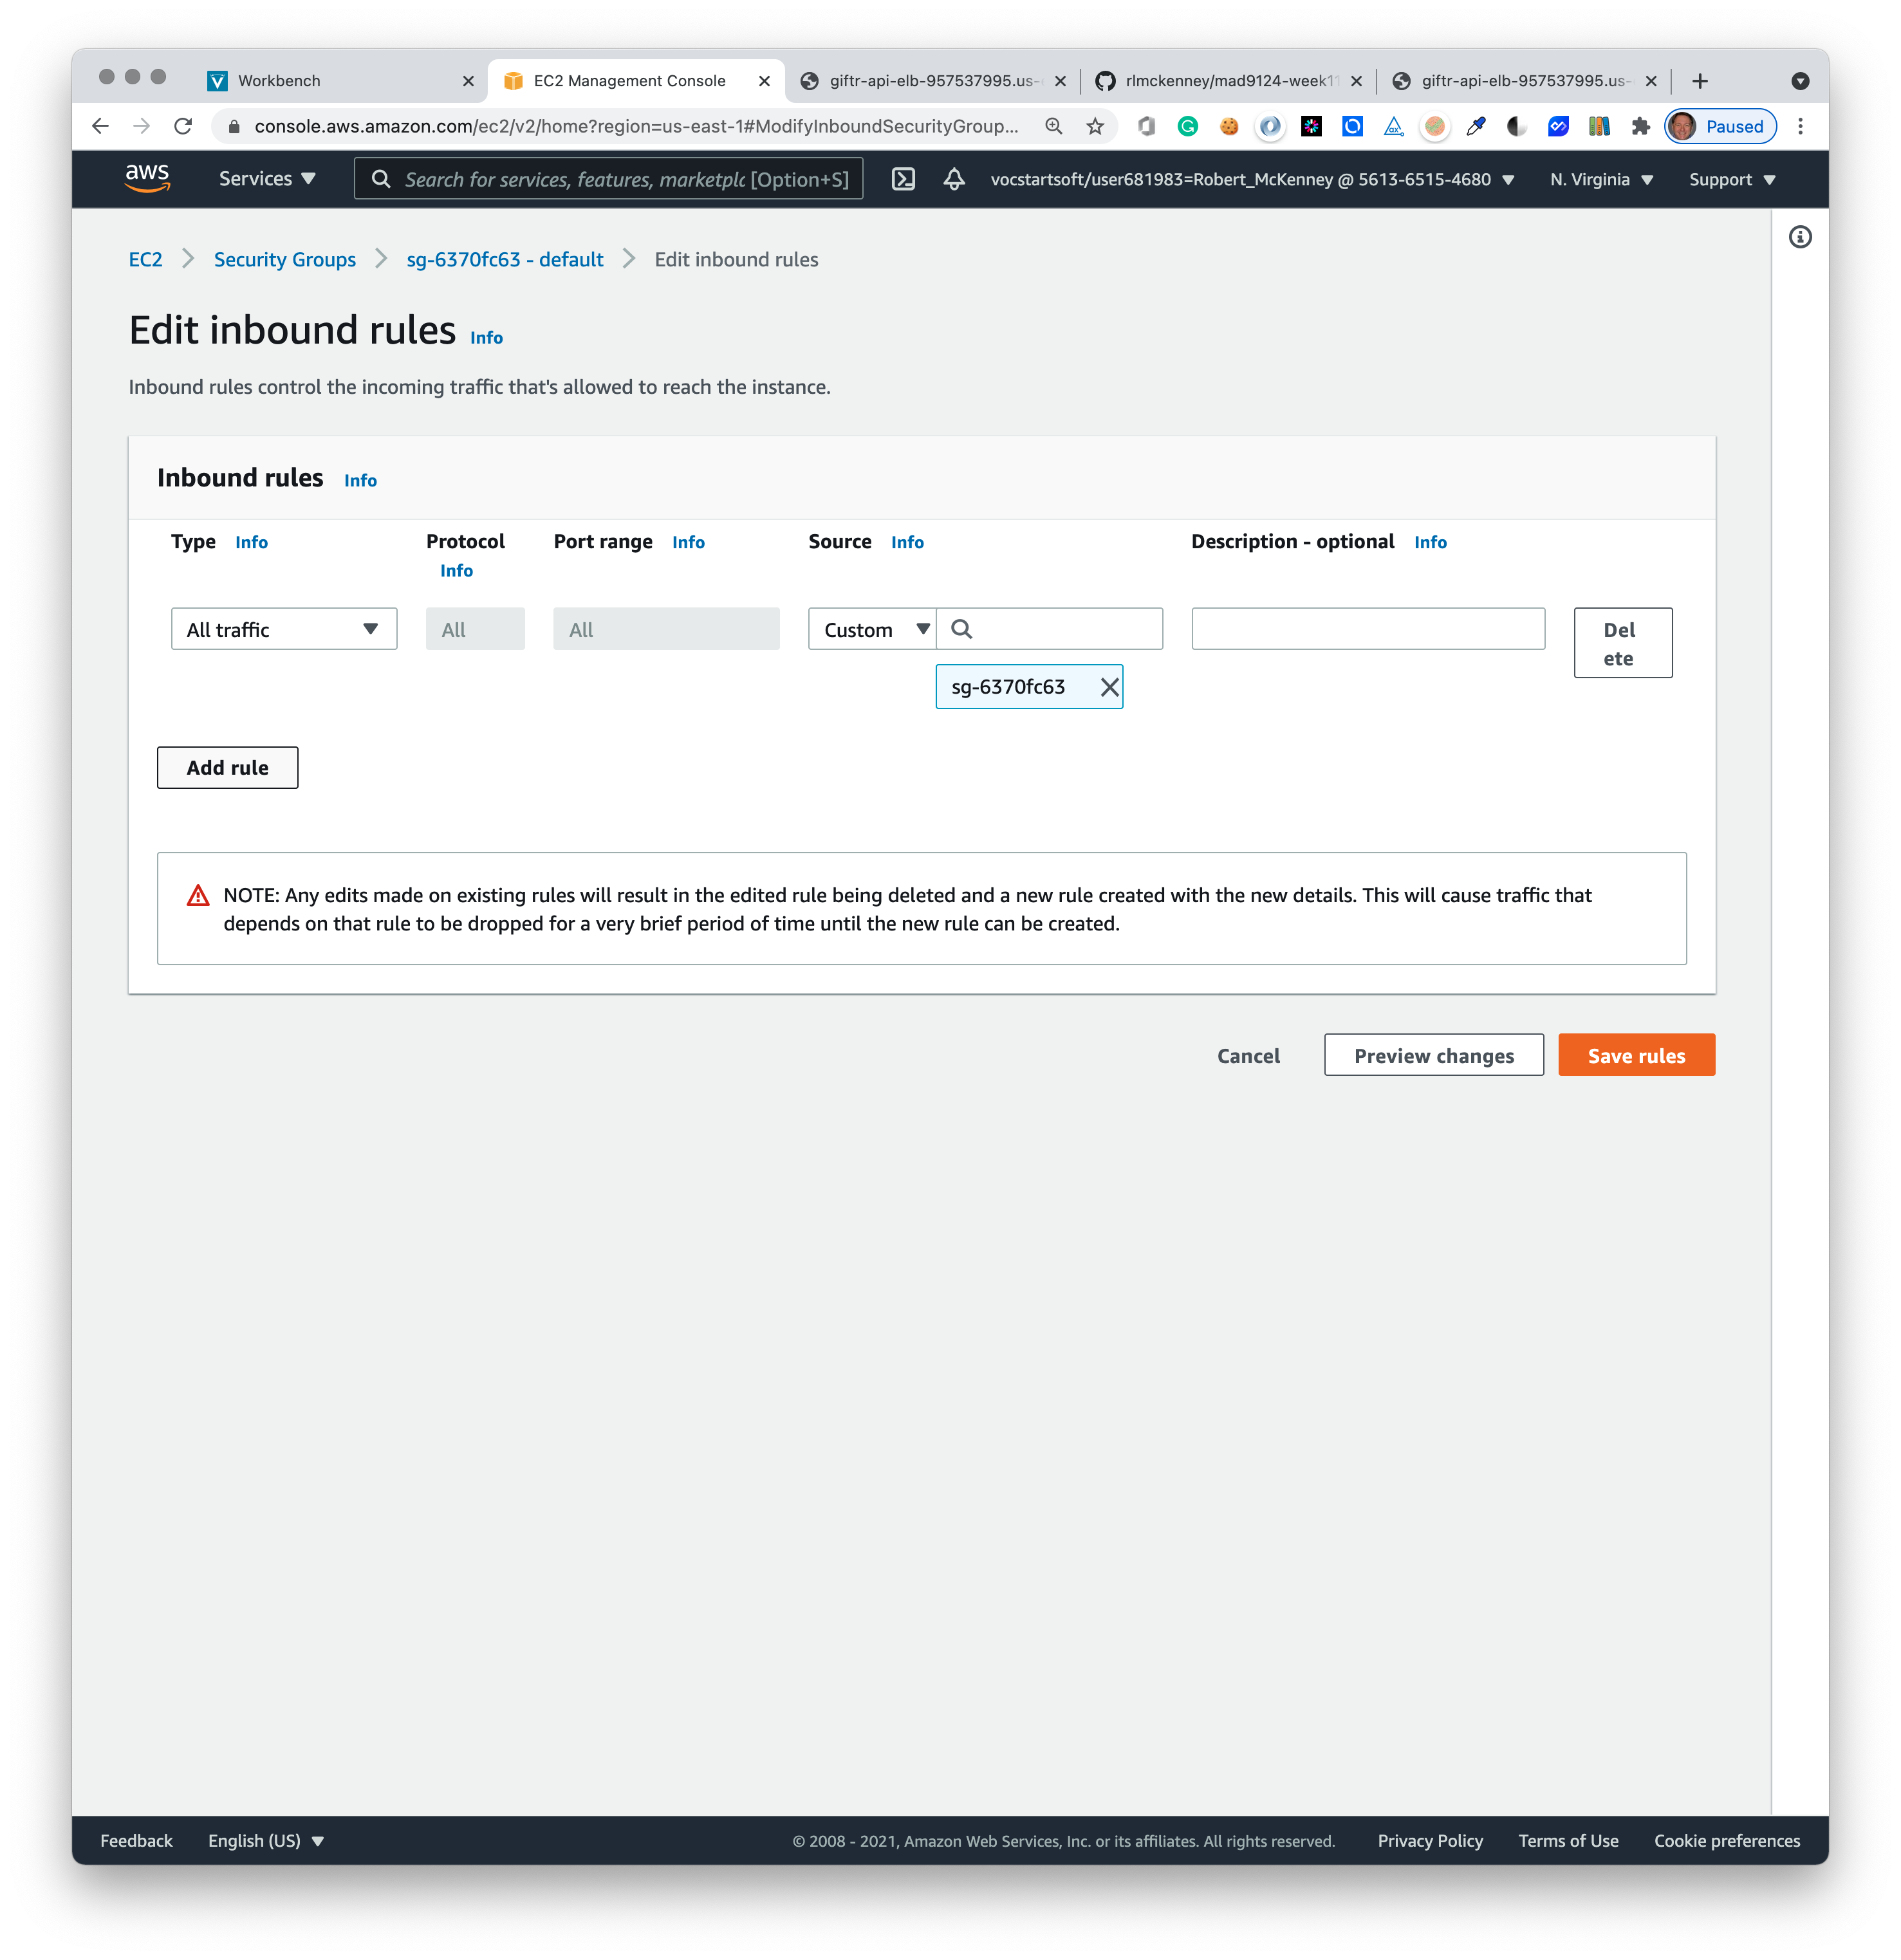 Workbench
EC2 Management Console
giftr-api-elb-957537995.us-
rlmckenney/mad9124-week11
giftr-api-elb-957537995.us-
console.aws.amazon.com/ec2/v2/home?region=us-east-1#ModifyInboundSecurityGroup...
Paused
aws
Services
Search for services, features, marketplc [Option+S]
vocstartsoft/user681983=Robert_McKenney @ 5613-6515-4680
N. Virginia
Support
EC2
Security Groups
sg-6370fc63 - default
Edit inbound rules
Edit inbound rules Info
Inbound rules control the incoming traffic that's allowed to reach the instance.
Inbound rules Info
Type Info
Protocol Info
Port range Info
Source Info
Description - optional Info
All traffic
All
All
Custom
Del
ete
sg-6370fc63
Add rule
NOTE: Any edits made on existing rules will result in the edited rule being deleted and a new rule created with the new details. This will cause traffic that
depends on that rule to be dropped for a very brief period of time until the new rule can be created.
Cancel
Preview changes
Save rules
Feedback
English (US)
© 2008 - 2021, Amazon Web Services, Inc. or its affiliates. All rights reserved.
Privacy Policy
Terms of Use
Cookie preferences